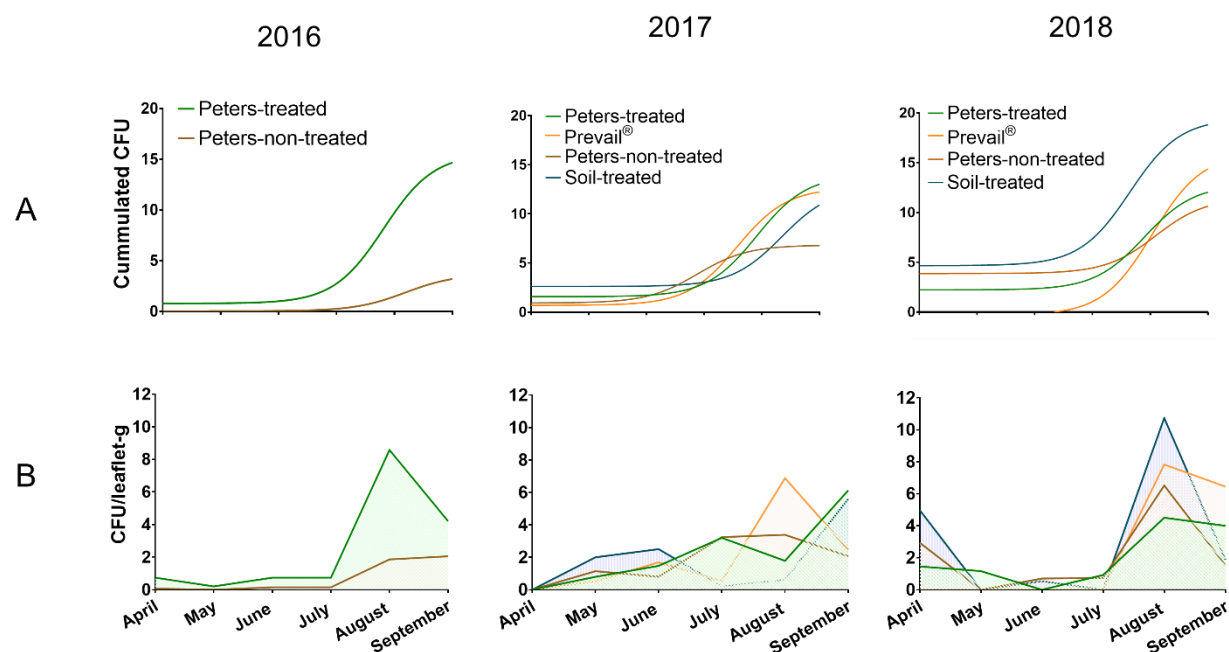 2016
2017
2018
A
Cummulated CFU
20
15
10
5
0
Peters-treated
Peters-non-treated
20
15
10
5
0
Peters-treated
Prevail®
Peters-non-treated
Soil-treated
20
15
10
5
0
Peters-treated
Prevail®
Peters-non-treated
Soil-treated
B
CFU/leaflet-g
12
10
8
6
4
2
0
April
May
June
July
August
September
12
10
8
6
4
2
0
April
May
June
July
August
September
12
10
8
6
4
2
0
April
May
June
July
August
September